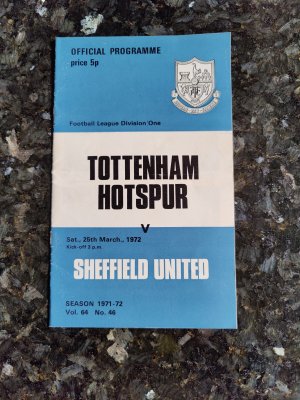 OFFICIAL PROGRAMME
price 5p
Football League Division One
TOTTENHAM
HOTSPUR
V
Sat., 25th March., 1972
Kick-off 3 p.m.
SHEFFIELD UNITED
SEASON 1971-72
Vol. 64 No. 46